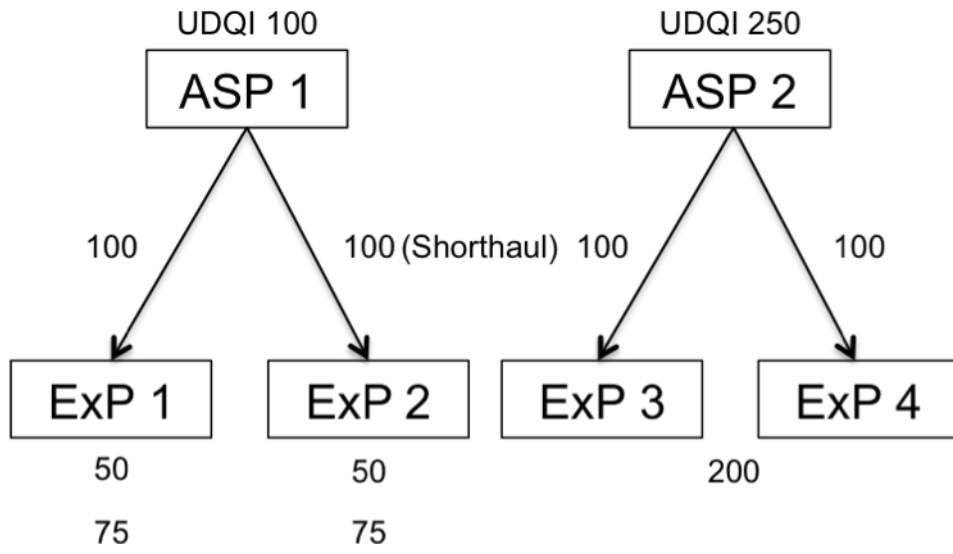 UDQI 100 UDQI 250
ASP 1 ASP 2
100 100 (Shorthaul) 100 100
ExP 1 ExP 2 ExP 3 ExP 4
50 50 200
75 75